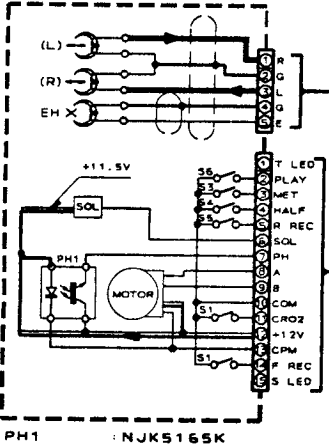 (L)
(R)
EH
1 R
2 G
3 L
4 G
5 E
+11.5V
SOL
PH1
MOTOR
1 T LED
S6 2 PLAY
S3 3 MET
S4 4 HALF
S5 5 R REC
6 SOL
7 PH
8 A
9 B
10 COM
S1 11 CRO2
12 +12V
13 CPM
S1 14 F REC
15 S LED
PH1 : NJK5165K